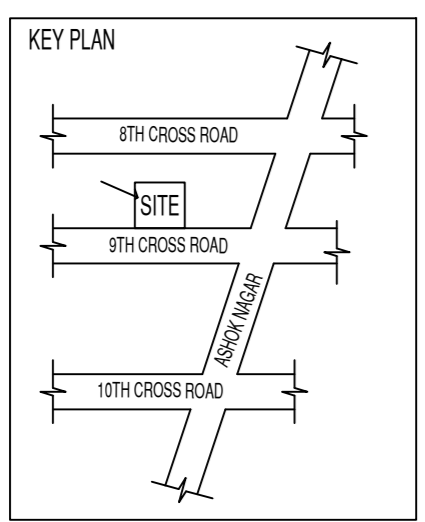 KEY PLAN
8TH CROSS ROAD
SITE
9TH CROSS ROAD
ASHOK NAGAR
10TH CROSS ROAD